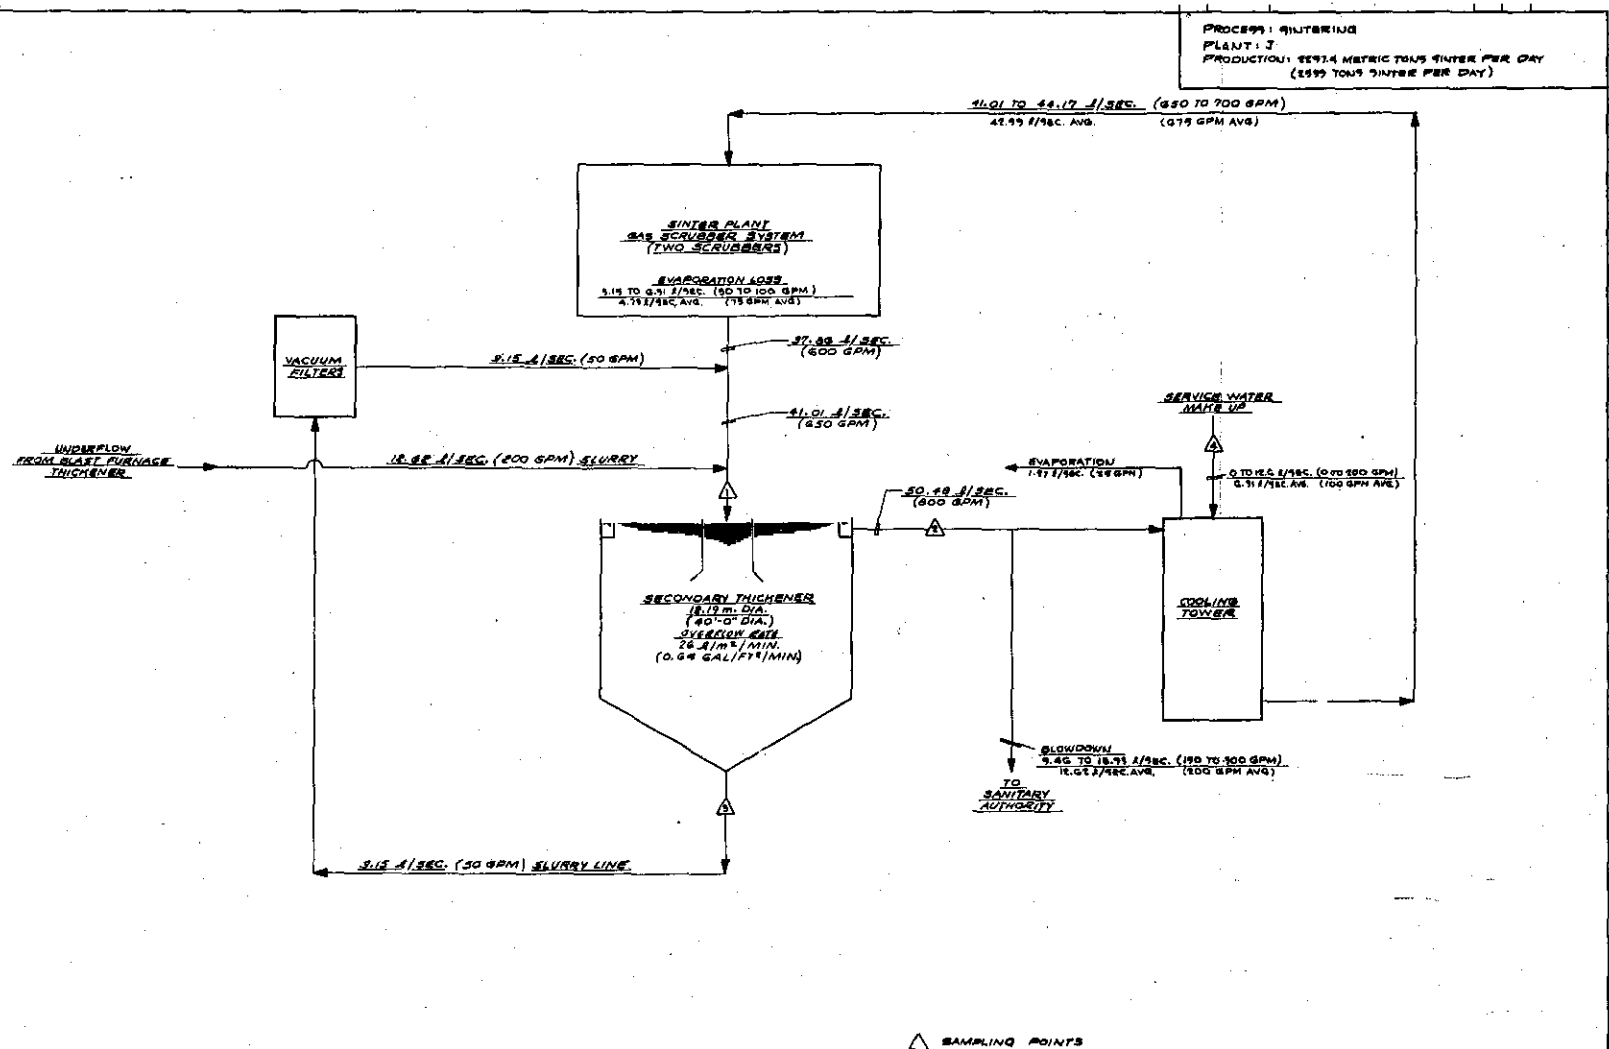 PROCESS: SINTERING
PLANT: J
PRODUCTION: METRIC TONS SINTER PER DAY
TONS SINTER PER DAY)
41.01 TO 44.17 l/SEC. (650 TO 700 GPM)
42.59 l/SEC. AVG. (675 GPM AVG)
SINTER PLANT
GAS SCRUBBER SYSTEM
(TWO SCRUBBERS)
EVAPORATION LOSS
3.15 TO 6.31 l/SEC. (50 TO 100 GPM)
4.73 l/SEC. AVG. (75 GPM AVG)
37.86 l/SEC.
(600 GPM)
VACUUM
FILTERS
3.15 l/SEC. (50 GPM)
41.01 l/SEC.
(650 GPM)
SERVICE WATER
MAKE UP
UNDERFLOW
FROM BLAST FURNACE
THICKENER
12.62 l/SEC. (200 GPM) SLURRY
EVAPORATION
1.57 l/SEC. (25 GPM)
4
0 TO 12.6 l/SEC. (0 TO 200 GPM)
6.31 l/SEC. AVG. (100 GPM AVG)
1
50.48 l/SEC.
(800 GPM)
2
SECONDARY THICKENER
12.19 m. DIA.
(40'-0" DIA.)
OVERFLOW RATE
26 l/m²/MIN.
(0.64 GAL/FT²/MIN.)
COOLING
TOWER
BLOWDOWN
9.46 TO 18.93 l/SEC. (150 TO 300 GPM)
12.62 l/SEC. AVG. (200 GPM AVG)
TO
SANITARY
AUTHORITY
3
3.15 l/SEC. (50 GPM) SLURRY LINE
SAMPLING POINTS